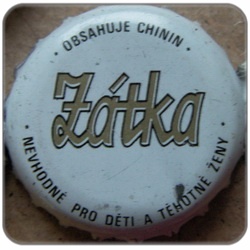 • OBSAHUJE CHININ •
Zátka
NEVHODNÉ PRO DĚTI A TĚHOTNÉ ŽENY